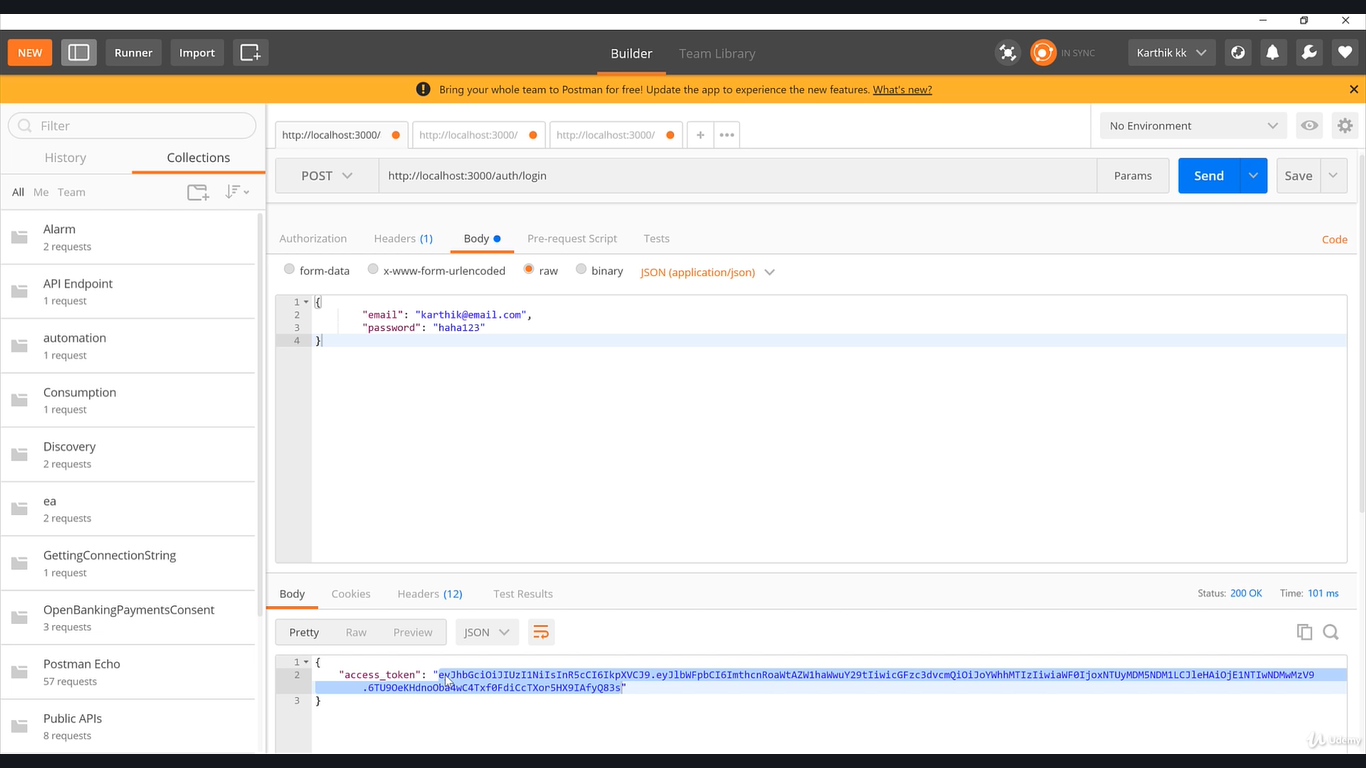 NEW Runner Import Builder Team Library IN SYNC Karthik kk
Bring your whole team to Postman for free! Update the app to experience the new features. What's new?
Filter
History Collections
All Me Team
Alarm
2 requests
API Endpoint
1 request
automation
1 request
Consumption
1 request
Discovery
2 requests
ea
2 requests
GettingConnectionString
1 request
OpenBankingPaymentsConsent
3 requests
Postman Echo
57 requests
Public APIs
8 requests
http://localhost:3000/ http://localhost:3000/ http://localhost:3000/ + ••• No Environment
POST http://localhost:3000/auth/login Params Send Save
Authorization Headers (1) Body Pre-request Script Tests Code
form-data x-www-form-urlencoded raw binary JSON (application/json)
1 {
2 "email": "karthik@email.com",
3 "password": "haha123"
4 }
Body Cookies Headers (12) Test Results Status: 200 OK Time: 101 ms
Pretty Raw Preview JSON
1 {
2 "access_token": "eyJhbGciOiJIUzI1NiIsInR5cCI6IkpXVCJ9.eyJlbWFpbCI6ImthcnRoaWtAZW1haWwuY29tIiwicGFzc3dvcmQiOiJoYWhhMTIzIiwiaWF0IjoxNTUyMDM5NDM1LCJleHAiOjE1NTIwNDMwMzV9
3 }
Udemy